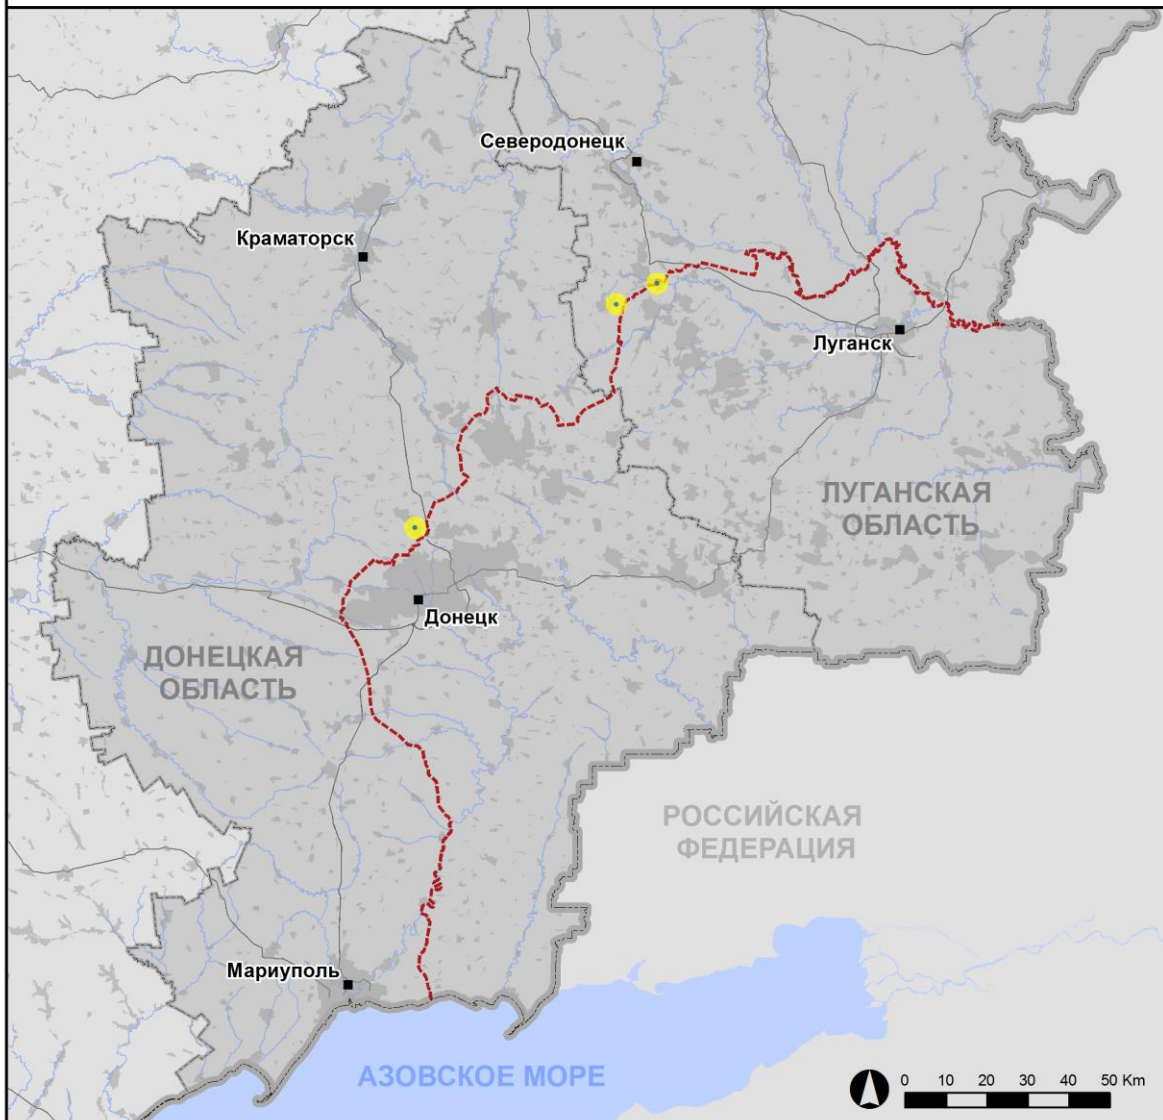 Северодонецк
Краматорск
Луганск
ЛУГАНСКАЯ
ОБЛАСТЬ
Донецк
ДОНЕЦКАЯ
ОБЛАСТЬ
РОССИЙСКАЯ
ФЕДЕРАЦИЯ
Мариуполь
АЗОВСКОЕ МОРЕ
0 10 20 30 40 50 Km